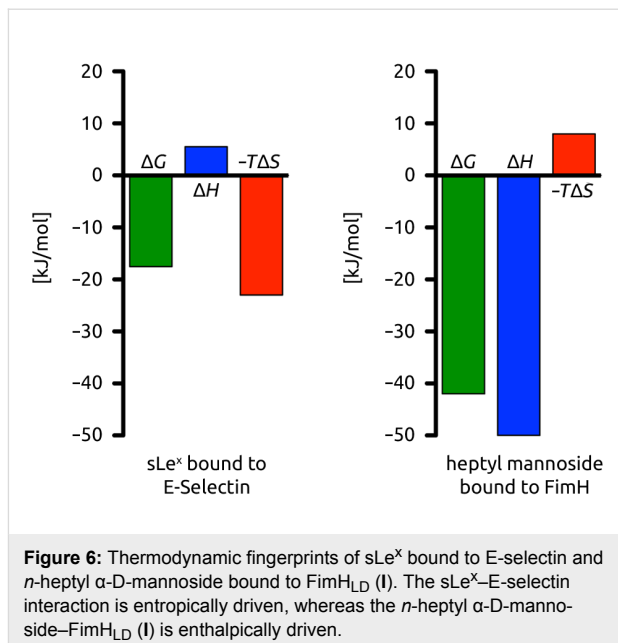 20
10
0
−10
−20
−30
−40
−50
[kJ/mol]
ΔG
ΔH
−TΔS
sLeˣ bound to
E-Selectin
20
10
0
−10
−20
−30
−40
−50
[kJ/mol]
ΔG
ΔH
−TΔS
heptyl mannoside
bound to FimH
Figure 6: Thermodynamic fingerprints of sLeˣ bound to E-selectin and
n-heptyl α-D-mannoside bound to FimH_LD (I). The sLeˣ–E-selectin
interaction is entropically driven, whereas the n-heptyl α-D-manno-
side–FimH_LD (I) is enthalpically driven.